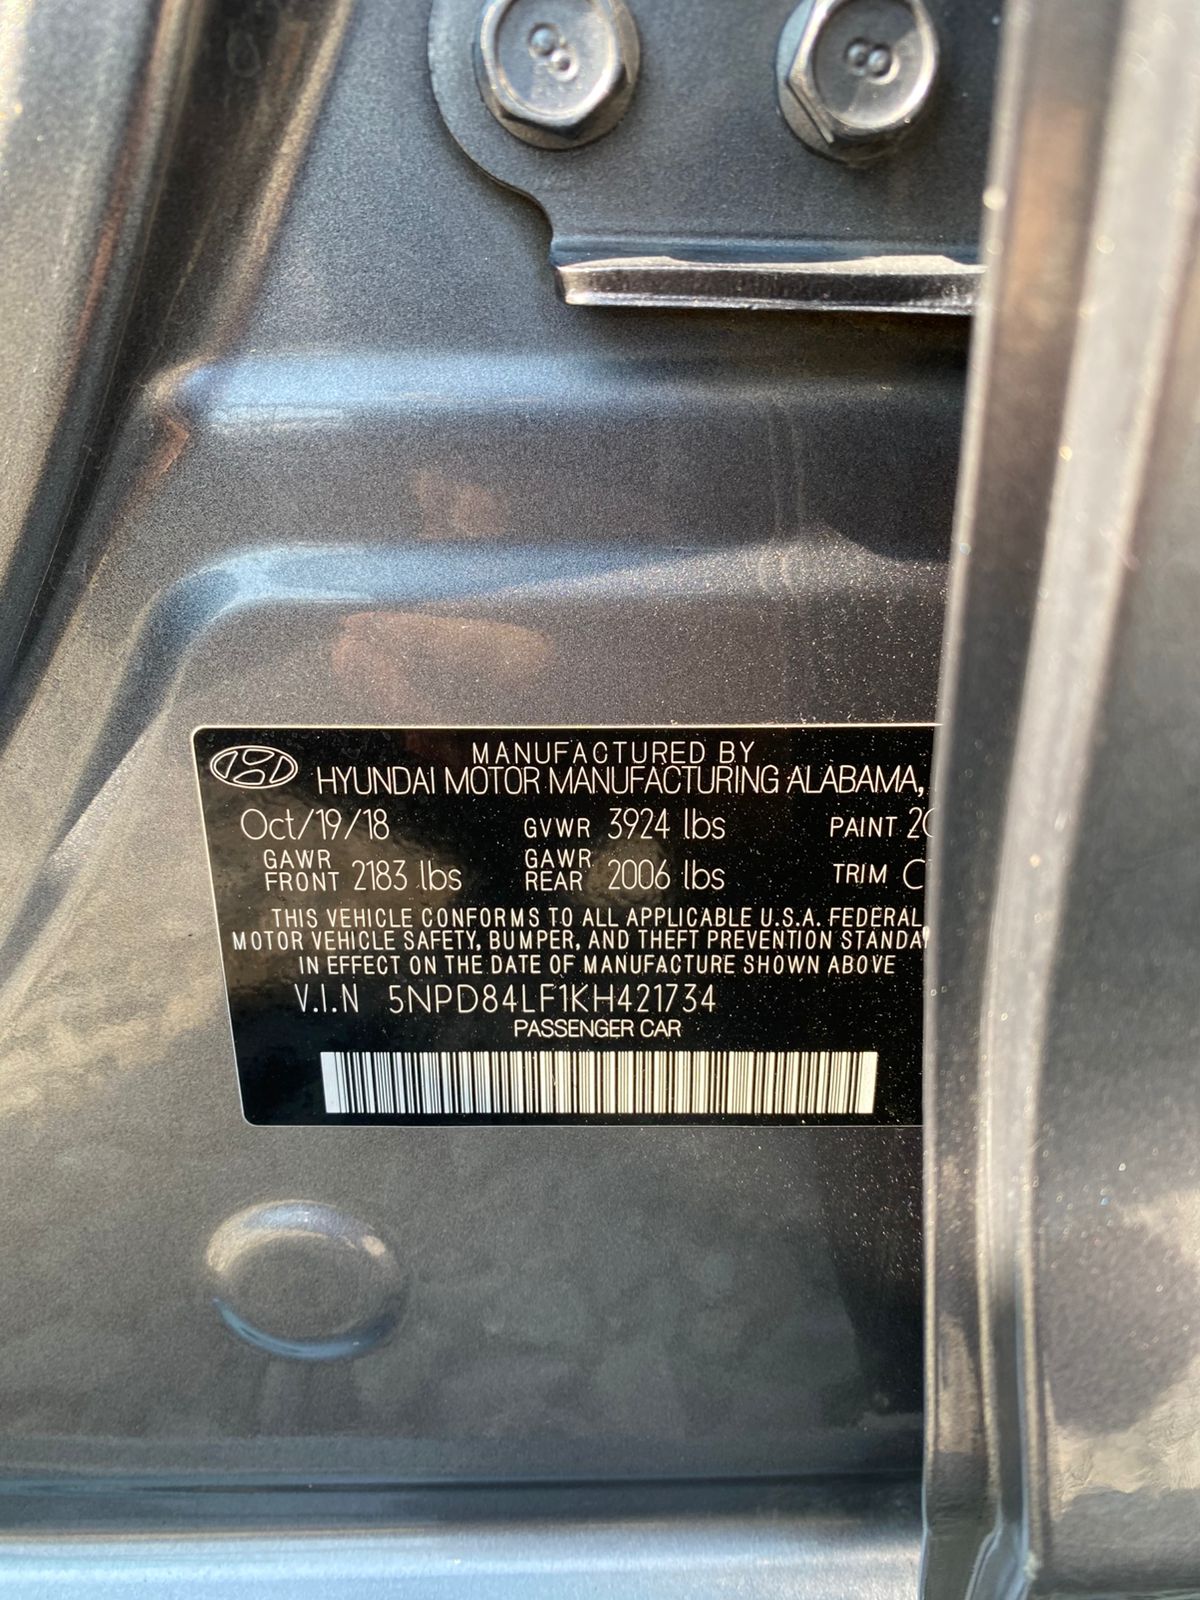 MANUFACTURED BY
HYUNDAI MOTOR MANUFACTURING ALABAMA,
Oct/19/18 GVWR 3924 lbs PAINT
GAWR FRONT 2183 lbs GAWR REAR 2006 lbs TRIM
THIS VEHICLE CONFORMS TO ALL APPLICABLE U.S.A. FEDERAL
MOTOR VEHICLE SAFETY, BUMPER, AND THEFT PREVENTION STANDA
IN EFFECT ON THE DATE OF MANUFACTURE SHOWN ABOVE
V.I.N 5NPD84LF1KH421734
PASSENGER CAR